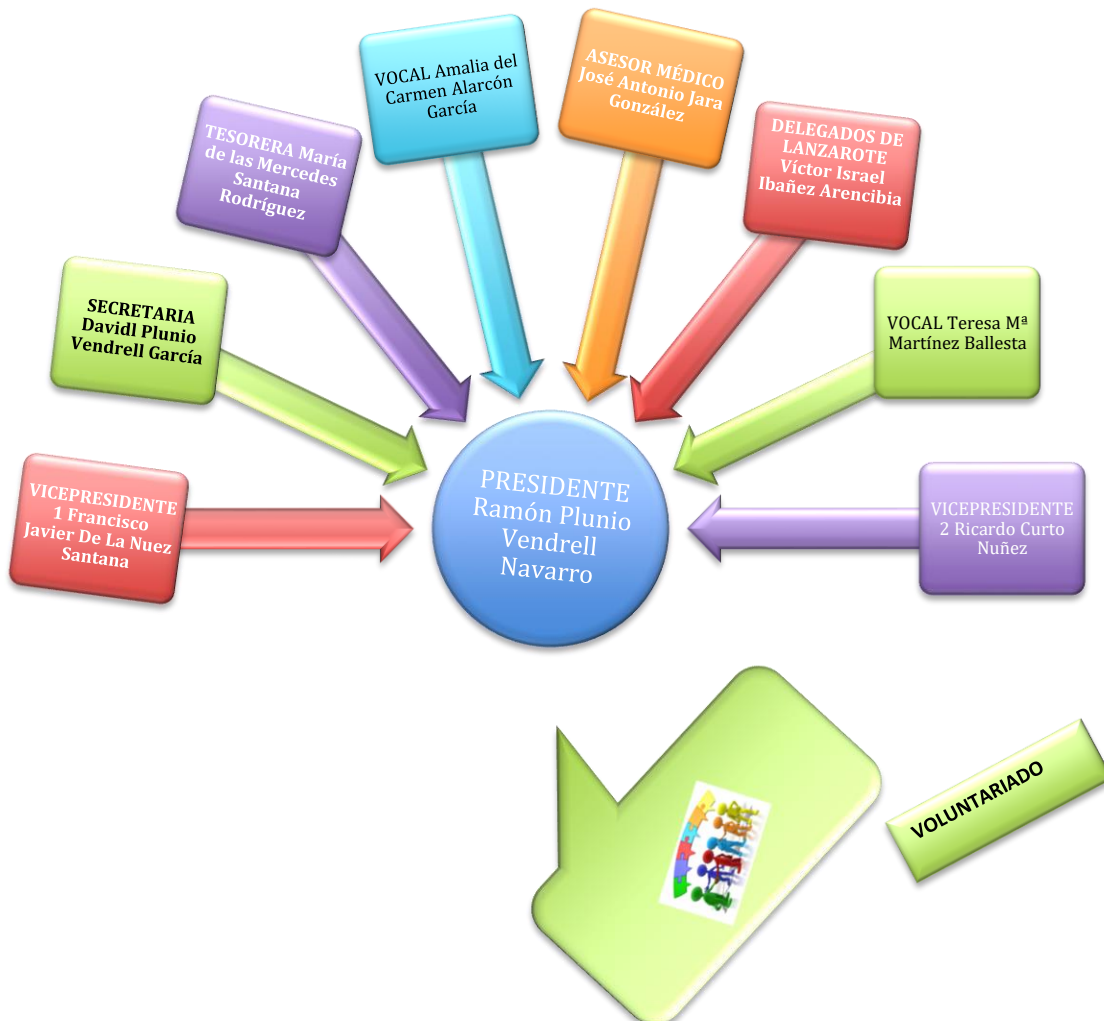 VICEPRESIDENTE
1 Francisco
Javier De La Nuez
Santana
SECRETARIA
Davidl Plunio
Vendrell García
TESORERA María
de las Mercedes
Santana
Rodríguez
VOCAL Amalia del
Carmen Alarcón
García
ASESOR MÉDICO
José Antonio Jara
González
DELEGADOS DE
LANZAROTE
Víctor Israel
Ibañez Arencibia
VOCAL Teresa Mª
Martínez Ballesta
VICEPRESIDENTE
2 Ricardo Curto
Nuñez
PRESIDENTE
Ramón Plunio
Vendrell
Navarro
VOLUNTARIADO